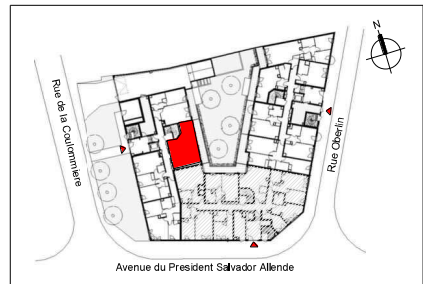 N
Rue de la Coulommiere
Rue Oberlin
Avenue du President Salvador Allende